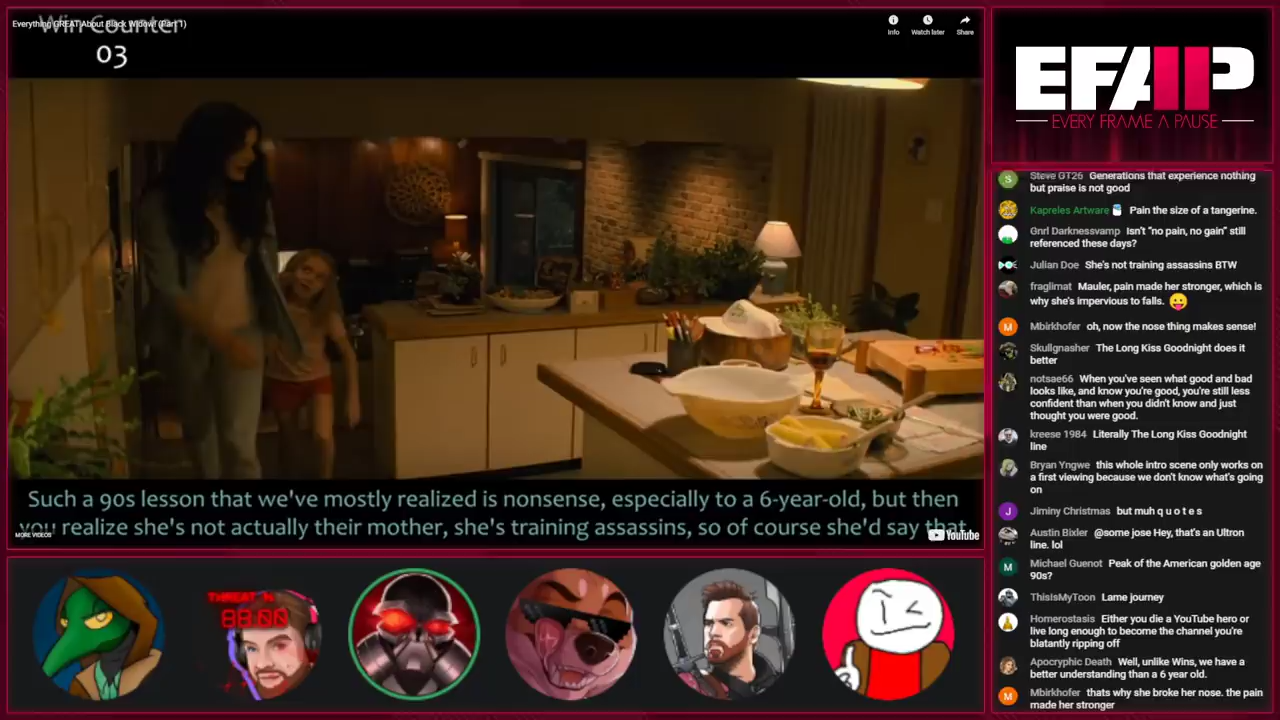 Everything GREAT About Black Widow! (Part 1)
Win Counter
03
Info
Watch later
Share
Such a 90s lesson that we've mostly realized is nonsense, especially to a 6-year-old, but then
you realize she's not actually their mother, she's training assassins, so of course she'd say that.
MORE VIDEOS
YouTube
THREAT
88:00
EFAP
EVERY FRAME A PAUSE
Steve GT26 Generations that experience nothing
but praise is not good
Kapreles Artware Pain the size of a tangerine.
Gnrl Darknessvamp Isn't "no pain, no gain" still
referenced these days?
Julian Doe She's not training assassins BTW
fraglimat Mauler, pain made her stronger, which is
why she's impervious to falls.
Mbirkhofer oh, now the nose thing makes sense!
Skullgnasher The Long Kiss Goodnight does it
better
notsae66 When you've seen what good and bad
looks like, and know you're good, you're still less
confident than when you didn't know and just
thought you were good.
kreese 1984 Literally The Long Kiss Goodnight
line
Bryan Yngwe this whole intro scene only works on
a first viewing because we don't know what's going
on
Jiminy Christmas but muh q u o t e s
Austin Bixler @some jose Hey, that's an Ultron
line. lol
Michael Guenot Peak of the American golden age
90s?
ThisIsMyToon Lame journey
Homerostasis Either you die a YouTube hero or
live long enough to become the channel you're
blatantly ripping off
Apocryphic Death Well, unlike Wins, we have a
better understanding than a 6 year old.
Mbirkhofer thats why she broke her nose. the pain
made her stronger